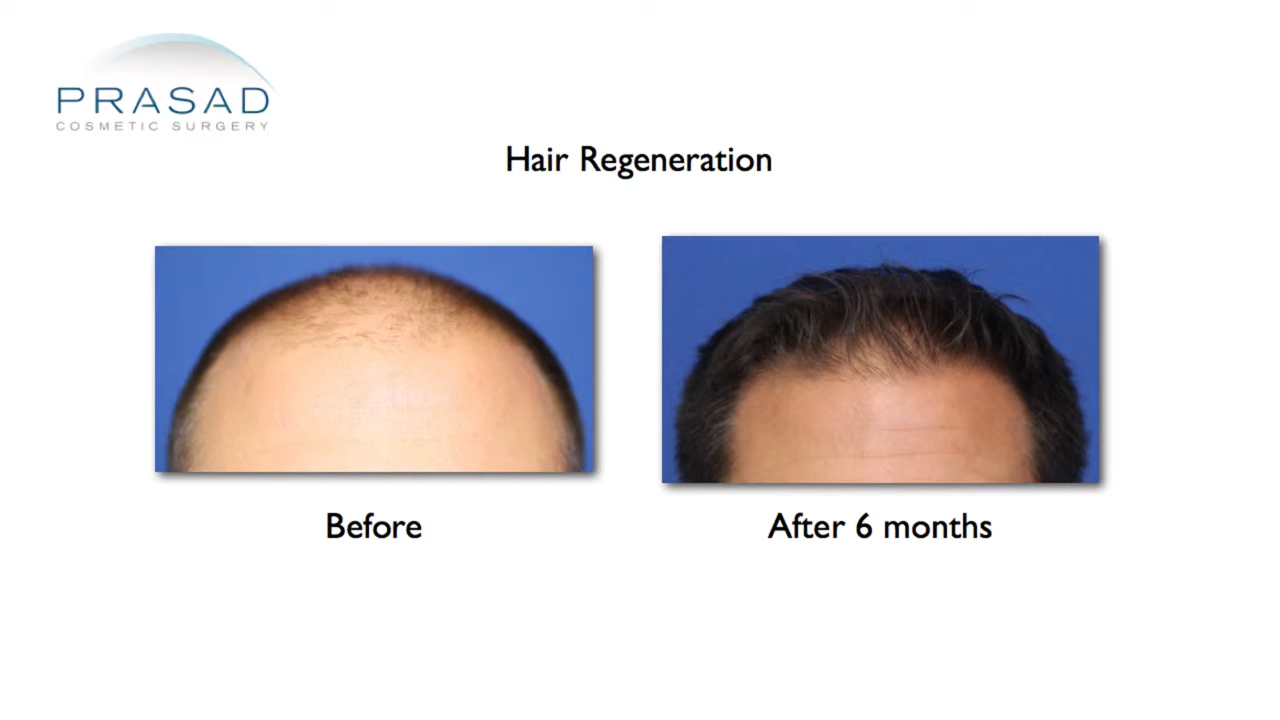 PRASAD
COSMETIC SURGERY
Hair Regeneration
Before
After 6 months